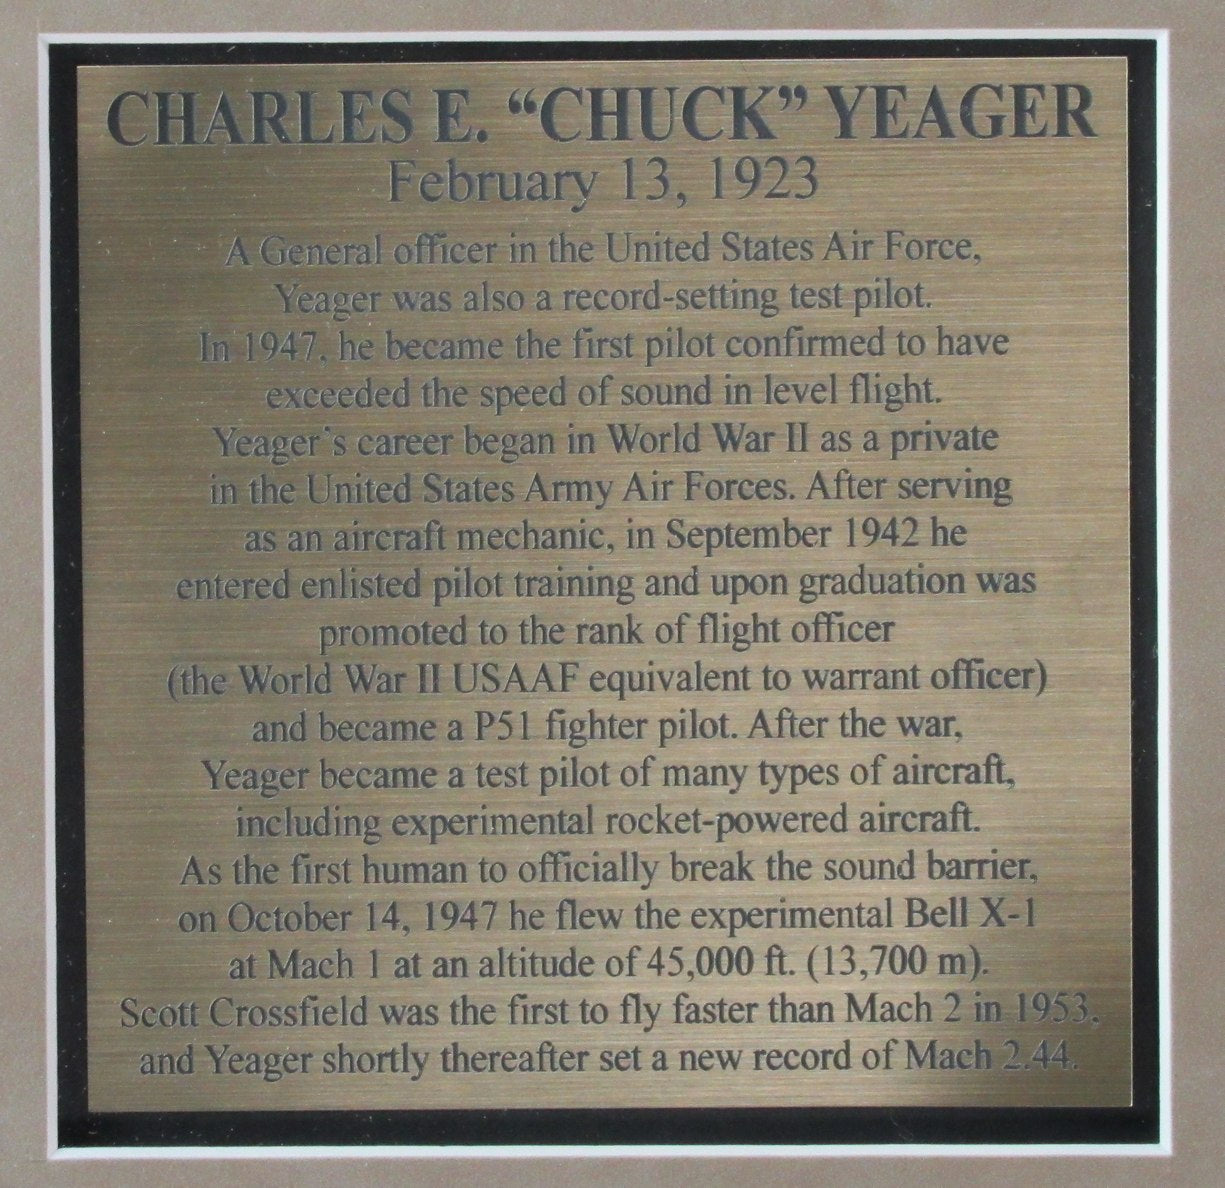 CHARLES E. “CHUCK” YEAGER
February 13, 1923
A General officer in the United States Air Force,
Yeager was also a record-setting test pilot.
In 1947, he became the first pilot confirmed to have
exceeded the speed of sound in level flight.
Yeager`s career began in World War II as a private
in the United States Army Air Forces. After serving
as an aircraft mechanic, in September 1942 he
entered enlisted pilot training and upon graduation was
promoted to the rank of flight officer
(the World War II USAAF equivalent to warrant officer)
and became a P51 fighter pilot. After the war,
Yeager became a test pilot of many types of aircraft,
including experimental rocket-powered aircraft.
As the first human to officially break the sound barrier,
on October 14, 1947 he flew the experimental Bell X-1
at Mach 1 at an altitude of 45,000 ft. (13,700 m).
Scott Crossfield was the first to fly faster than Mach 2 in 1953,
and Yeager shortly thereafter set a new record of Mach 2.44.